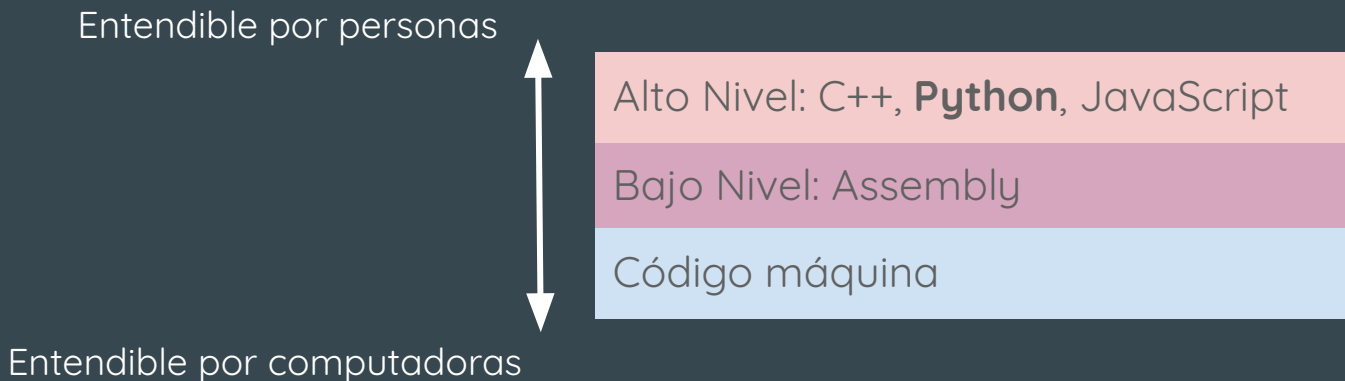 Entendible por personas
Alto Nivel: C++, Python, JavaScript
Bajo Nivel: Assembly
Código máquina
Entendible por computadoras